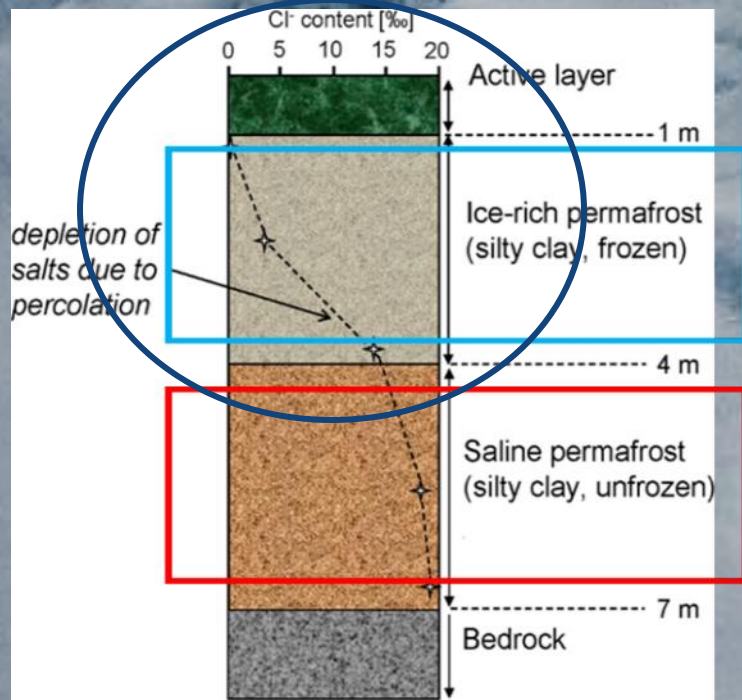 Cl⁻ content [‰]
0 5 10 15 20
Active layer
1 m
Ice-rich permafrost
(silty clay, frozen)
depletion of
salts due to
percolation
4 m
Saline permafrost
(silty clay, unfrozen)
7 m
Bedrock